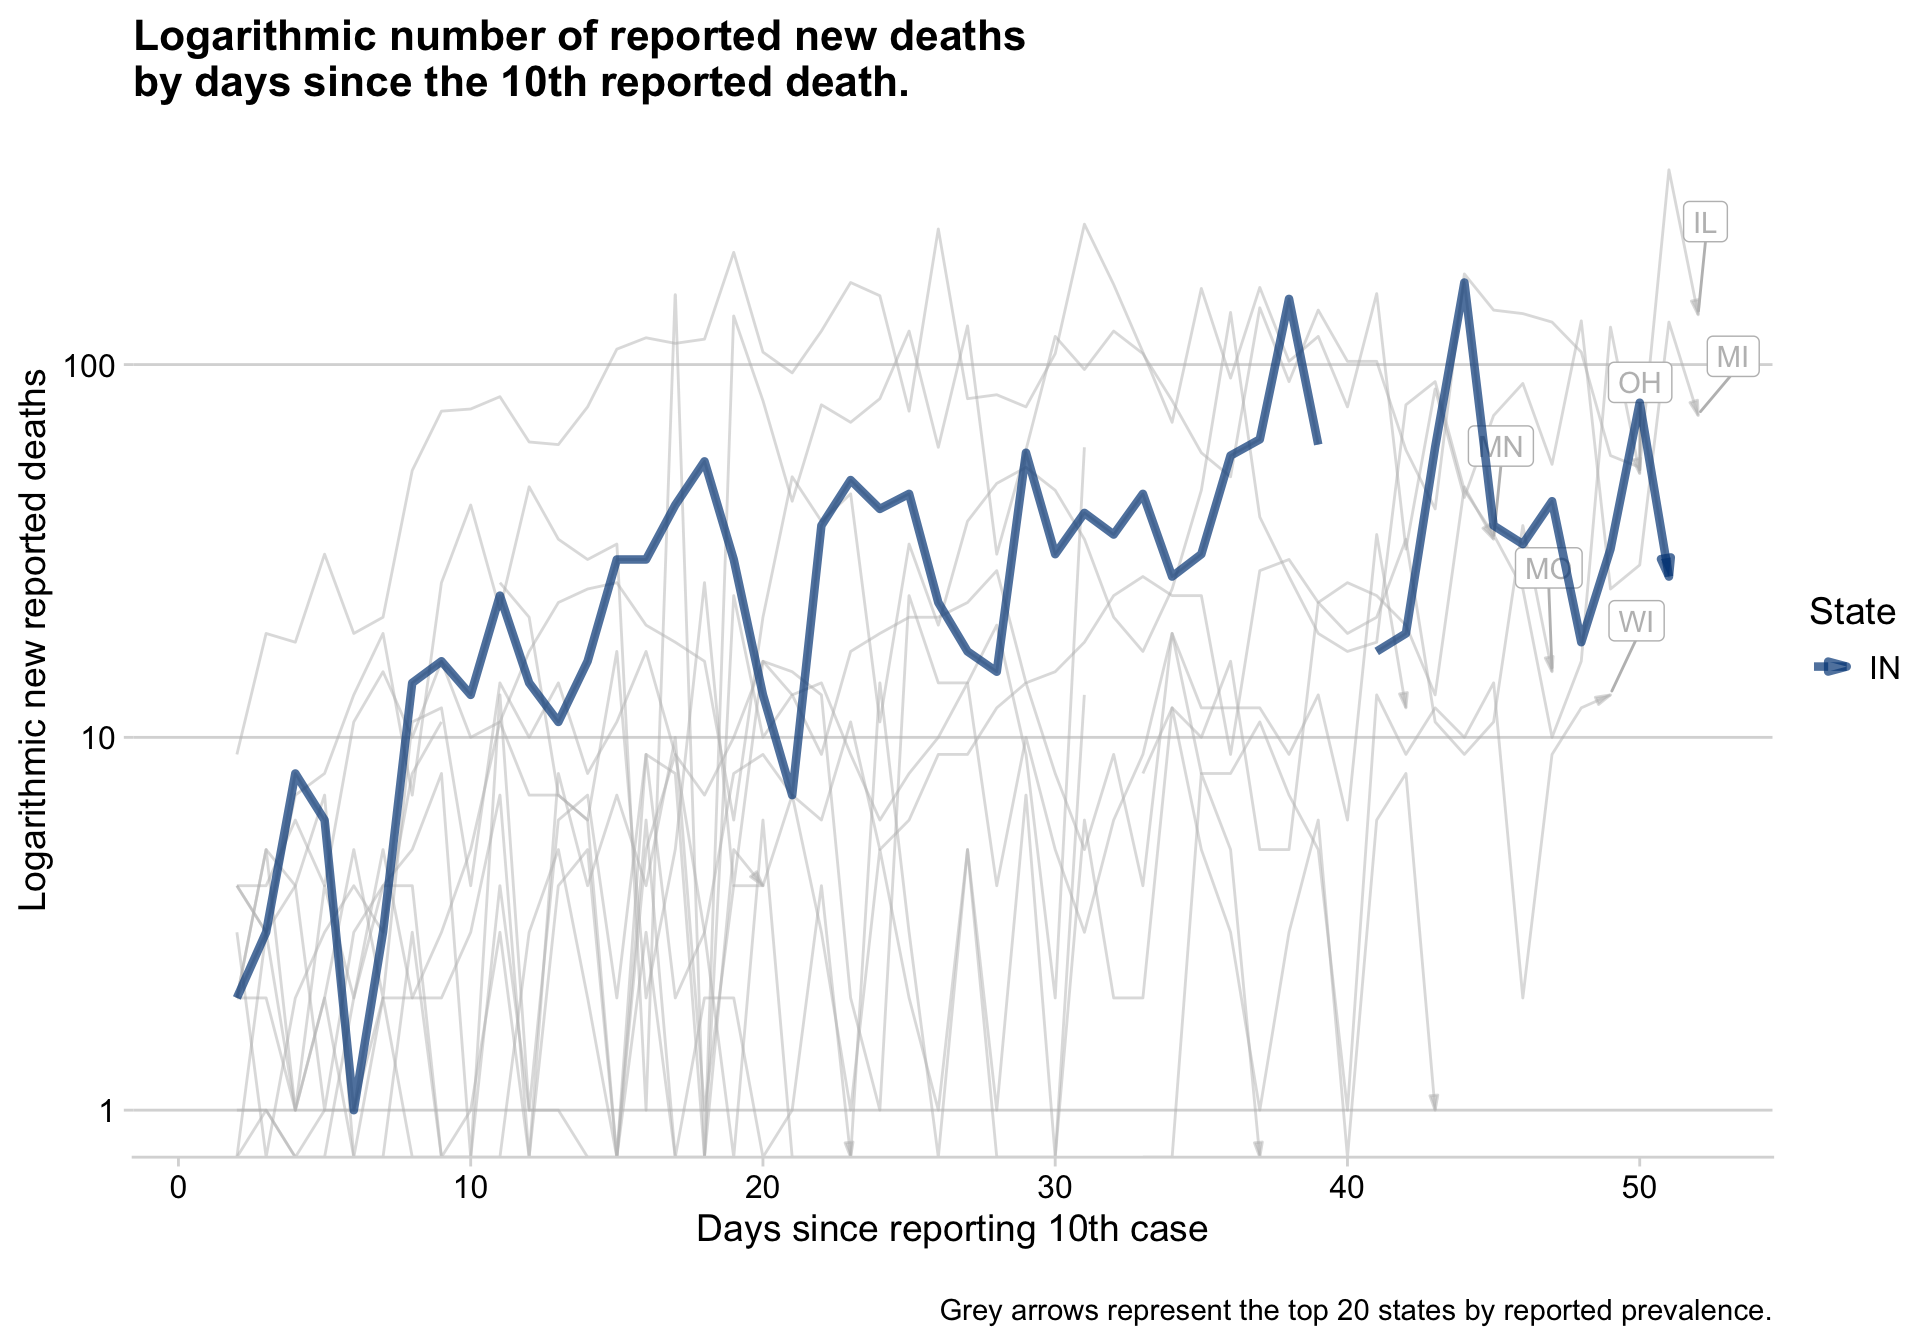 Logarithmic number of reported new deaths
by days since the 10th reported death.
Logarithmic new reported deaths
100
10
1
IL
MI
OH
MN
MO
WI
State
IN
0 10 20 30 40 50
Days since reporting 10th case
Grey arrows represent the top 20 states by reported prevalence.